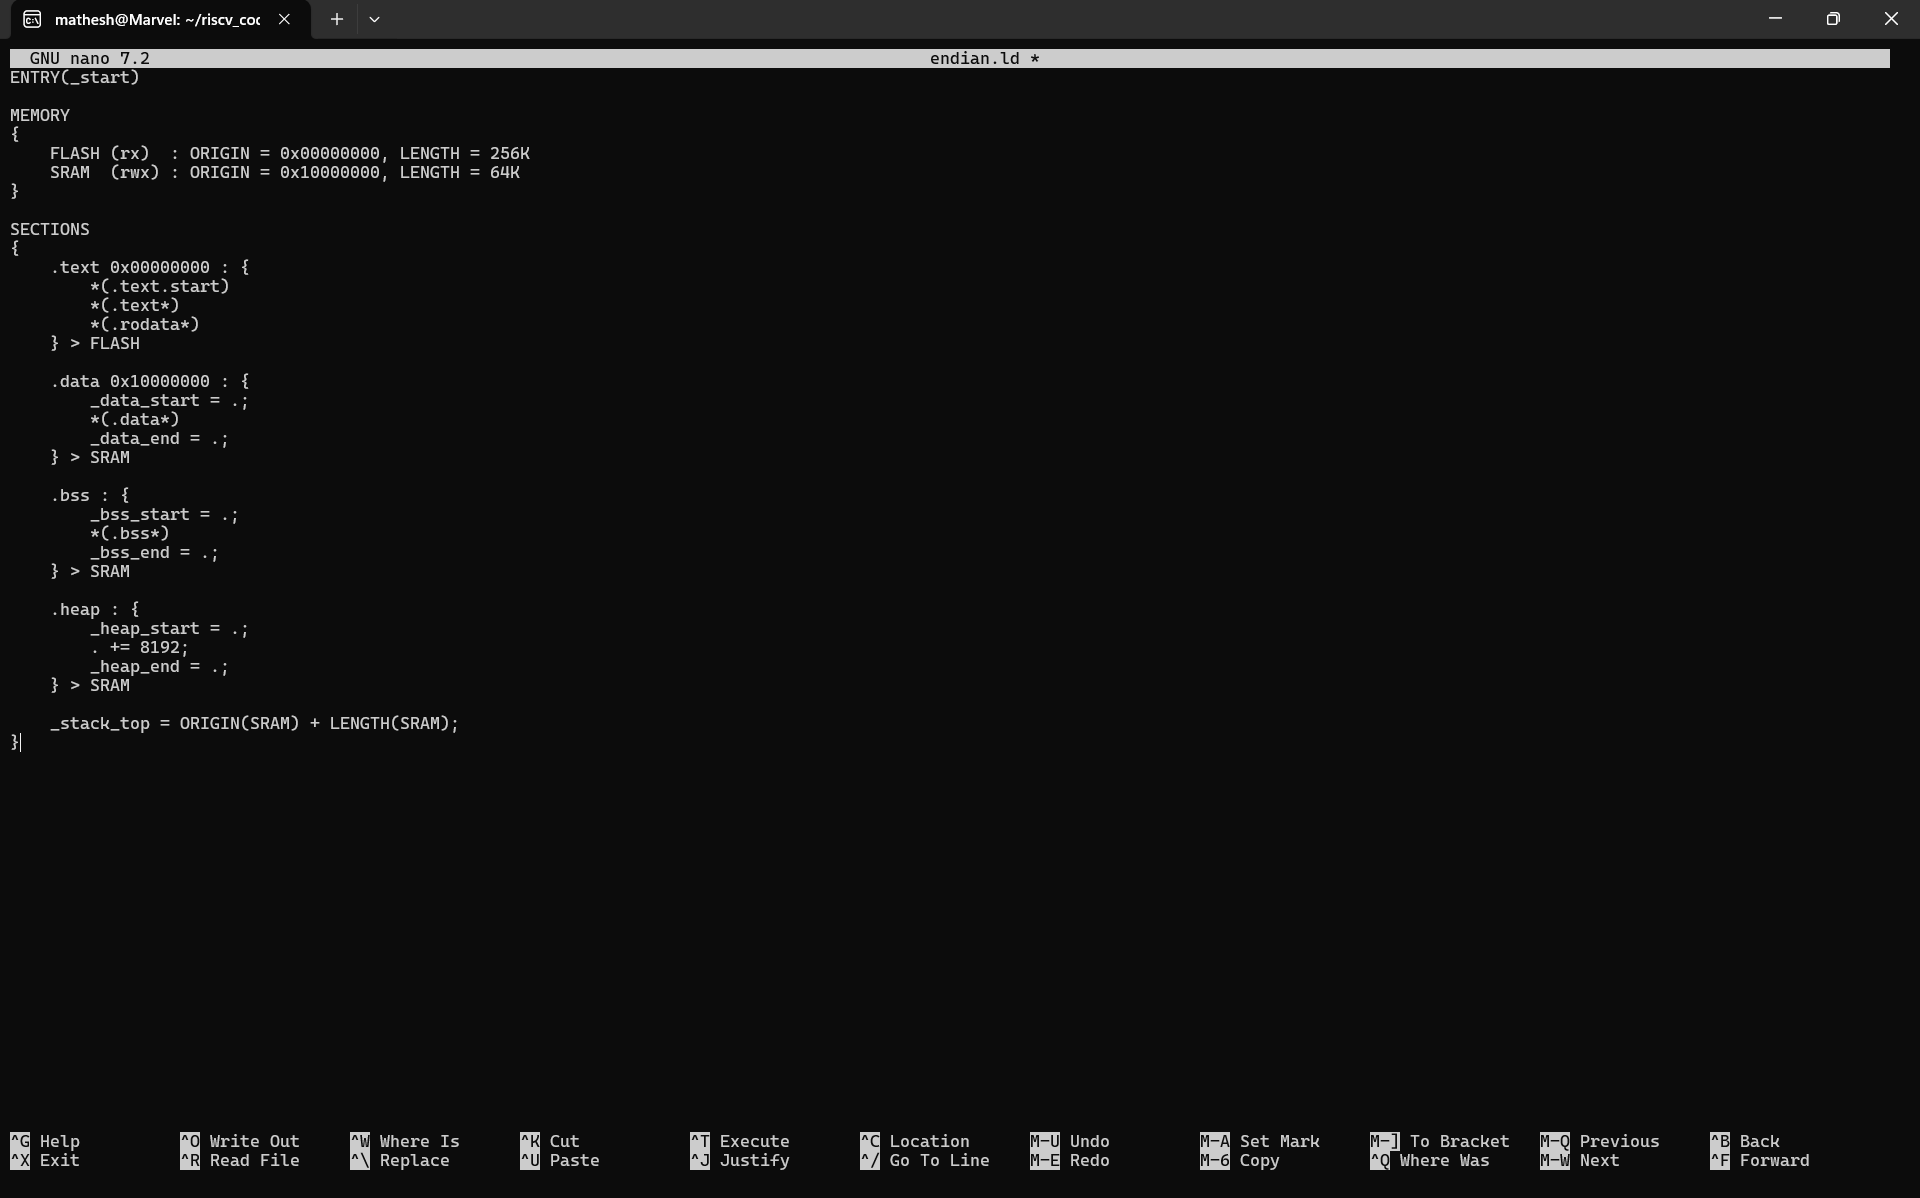 mathesh@Marvel: ~/riscv_coc
GNU nano 7.2 endian.ld *
ENTRY(_start)

MEMORY
{
    FLASH (rx)  : ORIGIN = 0x00000000, LENGTH = 256K
    SRAM  (rwx) : ORIGIN = 0x10000000, LENGTH = 64K
}

SECTIONS
{
    .text 0x00000000 : {
        *(.text.start)
        *(.text*)
        *(.rodata*)
    } > FLASH

    .data 0x10000000 : {
        _data_start = .;
        *(.data*)
        _data_end = .;
    } > SRAM

    .bss : {
        _bss_start = .;
        *(.bss*)
        _bss_end = .;
    } > SRAM

    .heap : {
        _heap_start = .;
        . += 8192;
        _heap_end = .;
    } > SRAM

    _stack_top = ORIGIN(SRAM) + LENGTH(SRAM);
}
^G Help ^O Write Out ^W Where Is ^K Cut ^T Execute ^C Location M-U Undo M-A Set Mark M-] To Bracket M-Q Previous ^B Back
^X Exit ^R Read File ^\ Replace ^U Paste ^J Justify ^/ Go To Line M-E Redo M-6 Copy ^Q Where Was M-W Next ^F Forward